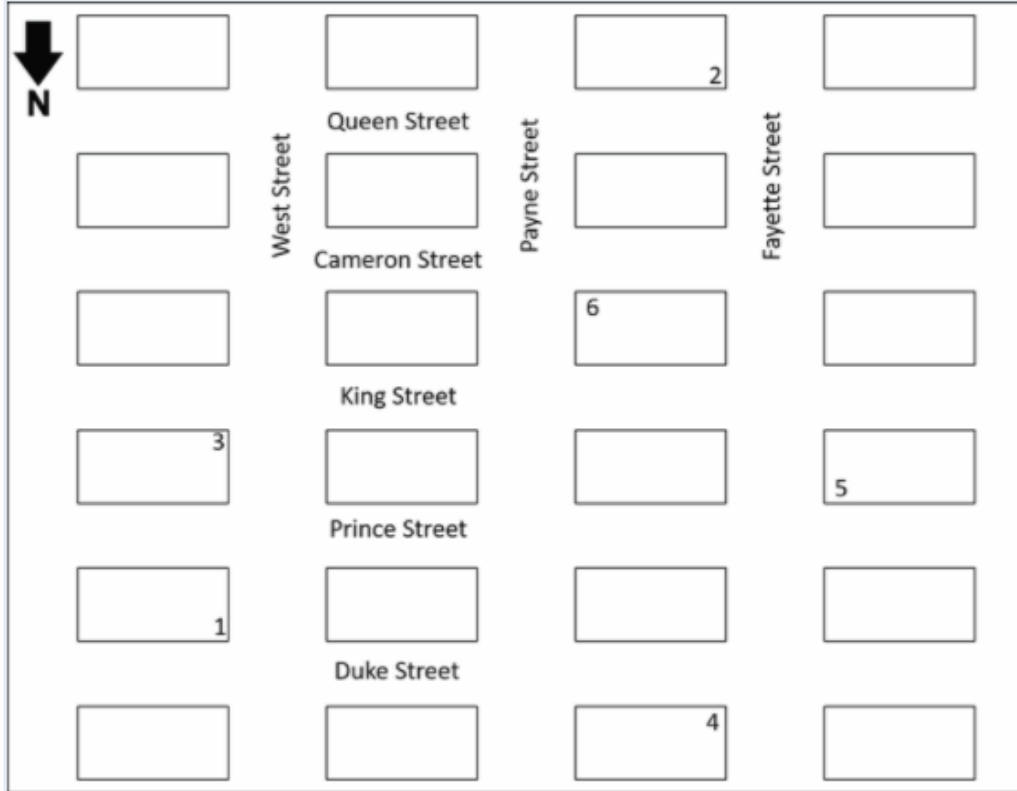 N
2
Queen Street
West Street
Payne Street
Fayette Street
Cameron Street
6
King Street
3
5
Prince Street
1
Duke Street
4